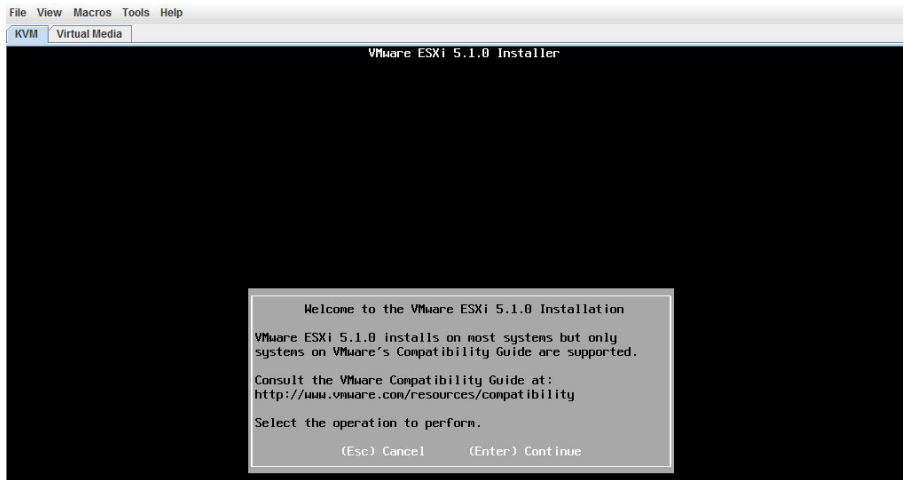 File View Macros Tools Help
KVM Virtual Media
VMware ESXi 5.1.0 Installer
Welcome to the VMware ESXi 5.1.0 Installation
VMware ESXi 5.1.0 installs on most systems but only
systems on VMware's Compatibility Guide are supported.
Consult the VMware Compatibility Guide at:
http://www.vmware.com/resources/compatibility
Select the operation to perform.
(Esc) Cancel (Enter) Continue